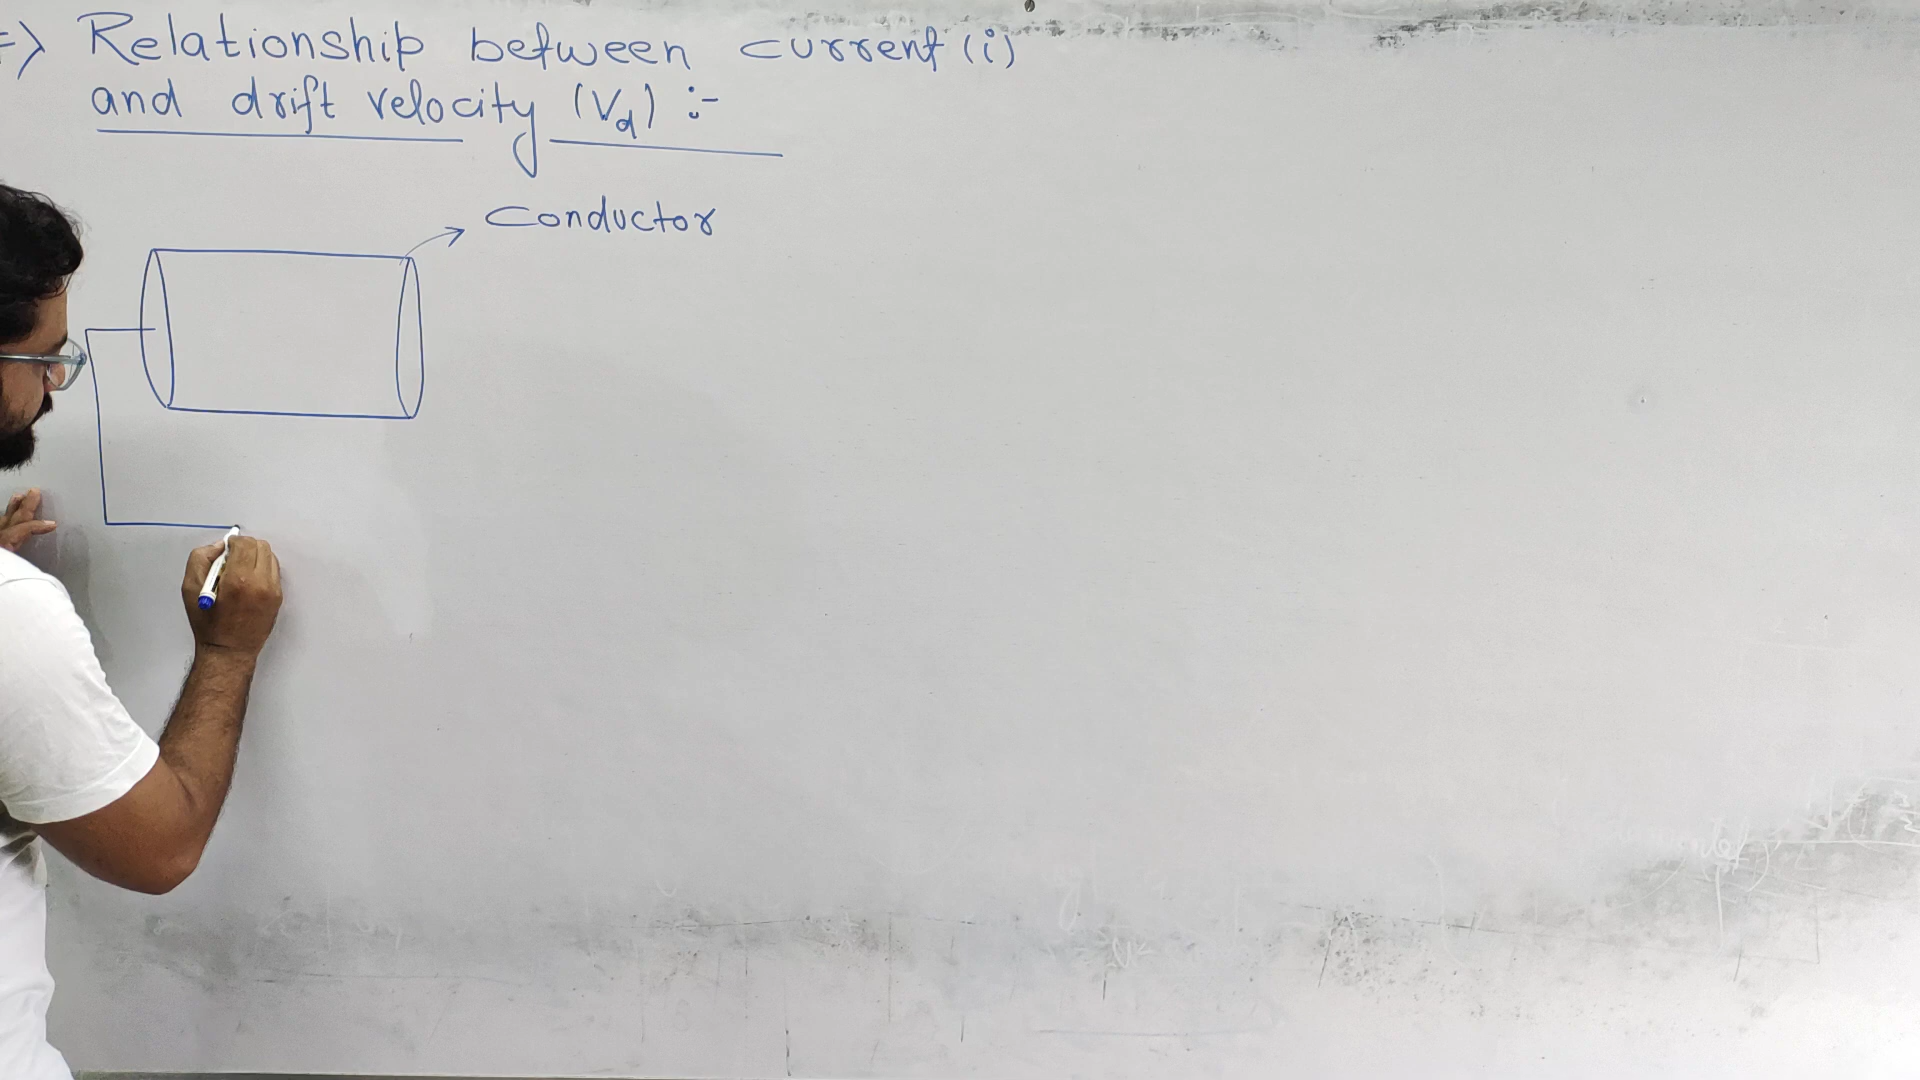 => Relationship between current (i)
and drift velocity (Vd) :-
Conductor